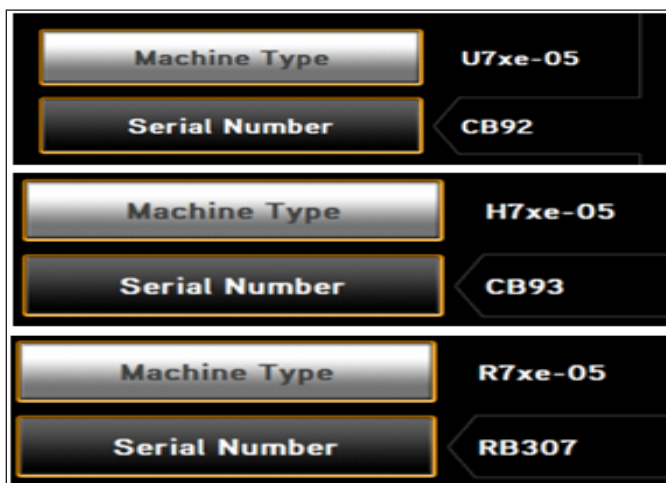 Machine Type U7xe-05
Serial Number CB92
Machine Type H7xe-05
Serial Number CB93
Machine Type R7xe-05
Serial Number RB307